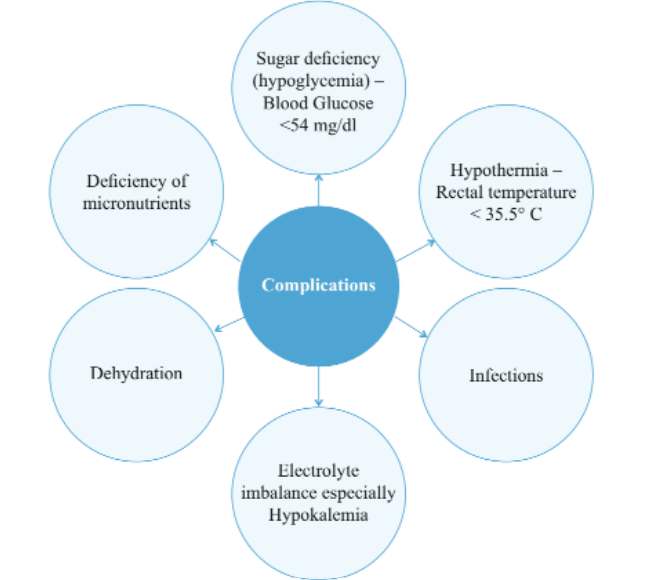 Sugar deficiency
(hypoglycemia) –
Blood Glucose
<54 mg/dl
Hypothermia –
Rectal temperature
< 35.5° C
Infections
Electrolyte
imbalance especially
Hypokalemia
Dehydration
Deficiency of
micronutrients
Complications